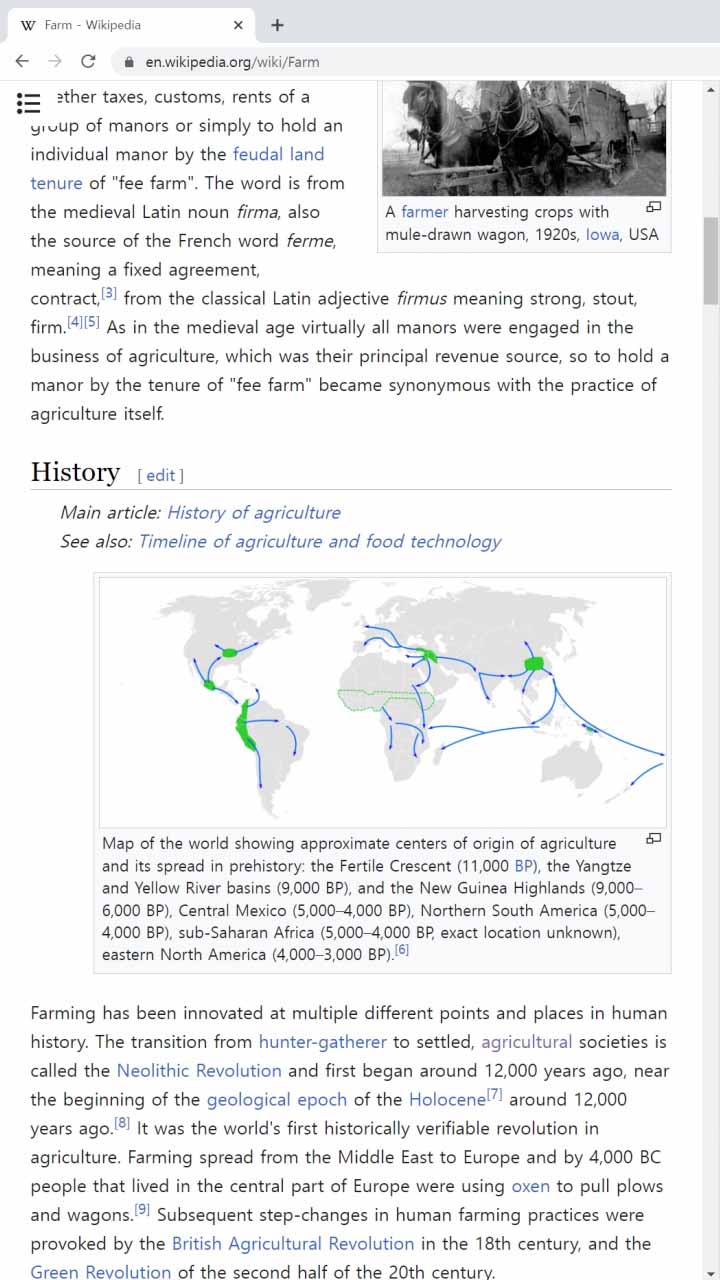 W Farm - Wikipedia
en.wikipedia.org/wiki/Farm
ether taxes, customs, rents of a
group of manors or simply to hold an
individual manor by the feudal land
tenure of "fee farm". The word is from
the medieval Latin noun firma, also
the source of the French word ferme,
meaning a fixed agreement,
contract,[3] from the classical Latin adjective firmus meaning strong, stout,
firm.[4][5] As in the medieval age virtually all manors were engaged in the
business of agriculture, which was their principal revenue source, so to hold a
manor by the tenure of "fee farm" became synonymous with the practice of
agriculture itself.
A farmer harvesting crops with
mule-drawn wagon, 1920s, Iowa, USA
History [ edit ]
Main article: History of agriculture
See also: Timeline of agriculture and food technology
Map of the world showing approximate centers of origin of agriculture
and its spread in prehistory: the Fertile Crescent (11,000 BP), the Yangtze
and Yellow River basins (9,000 BP), and the New Guinea Highlands (9,000–
6,000 BP), Central Mexico (5,000–4,000 BP), Northern South America (5,000–
4,000 BP), sub-Saharan Africa (5,000–4,000 BP, exact location unknown),
eastern North America (4,000–3,000 BP).[6]
Farming has been innovated at multiple different points and places in human
history. The transition from hunter-gatherer to settled, agricultural societies is
called the Neolithic Revolution and first began around 12,000 years ago, near
the beginning of the geological epoch of the Holocene[7] around 12,000
years ago.[8] It was the world's first historically verifiable revolution in
agriculture. Farming spread from the Middle East to Europe and by 4,000 BC
people that lived in the central part of Europe were using oxen to pull plows
and wagons.[9] Subsequent step-changes in human farming practices were
provoked by the British Agricultural Revolution in the 18th century, and the
Green Revolution of the second half of the 20th century.